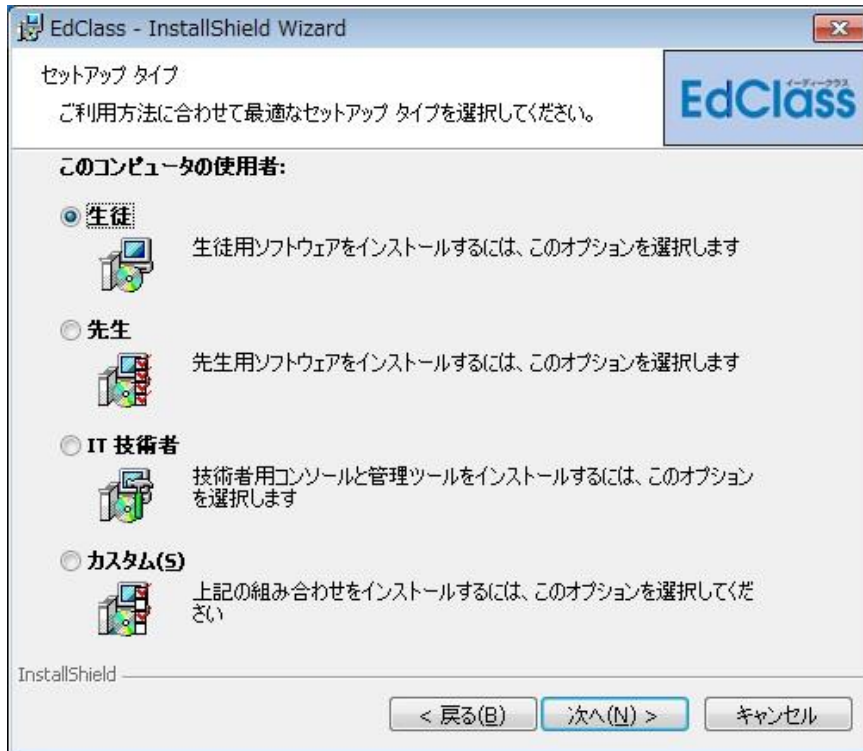 EdClass - InstallShield Wizard
セットアップ タイプ
ご利用方法に合わせて最適なセットアップ タイプを選択してください。
イーディークラス
EdClass
このコンピュータの使用者:
生徒
生徒用ソフトウェアをインストールするには、このオプションを選択します
先生
先生用ソフトウェアをインストールするには、このオプションを選択します
IT 技術者
技術者用コンソールと管理ツールをインストールするには、このオプション
を選択します
カスタム(S)
上記の組み合わせをインストールするには、このオプションを選択してくだ
さい
InstallShield
< 戻る(B)
次へ(N) >
キャンセル